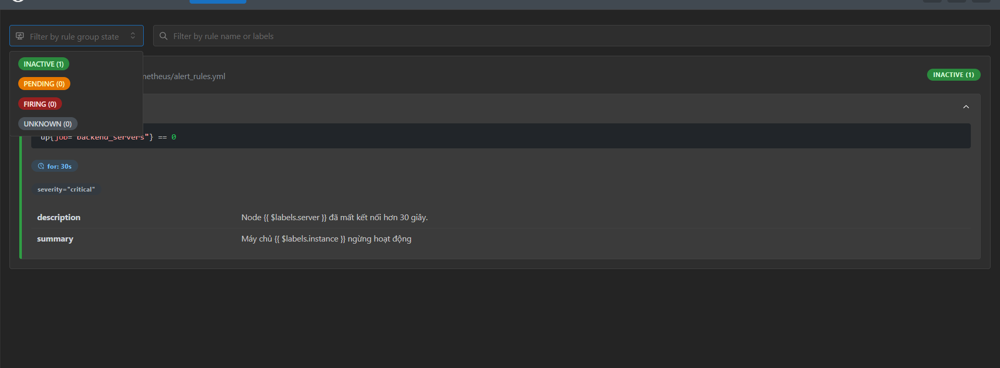 Filter by rule group state
Filter by rule name or labels
INACTIVE (1)
PENDING (0)
FIRING (0)
UNKNOWN (0)
metheus/alert_rules.yml
INACTIVE (1)
up{job="backend_servers"} == 0
for: 30s
severity="critical"
description Node {{ $labels.server }} đã mất kết nối hơn 30 giây.
summary Máy chủ {{ $labels.instance }} ngừng hoạt động